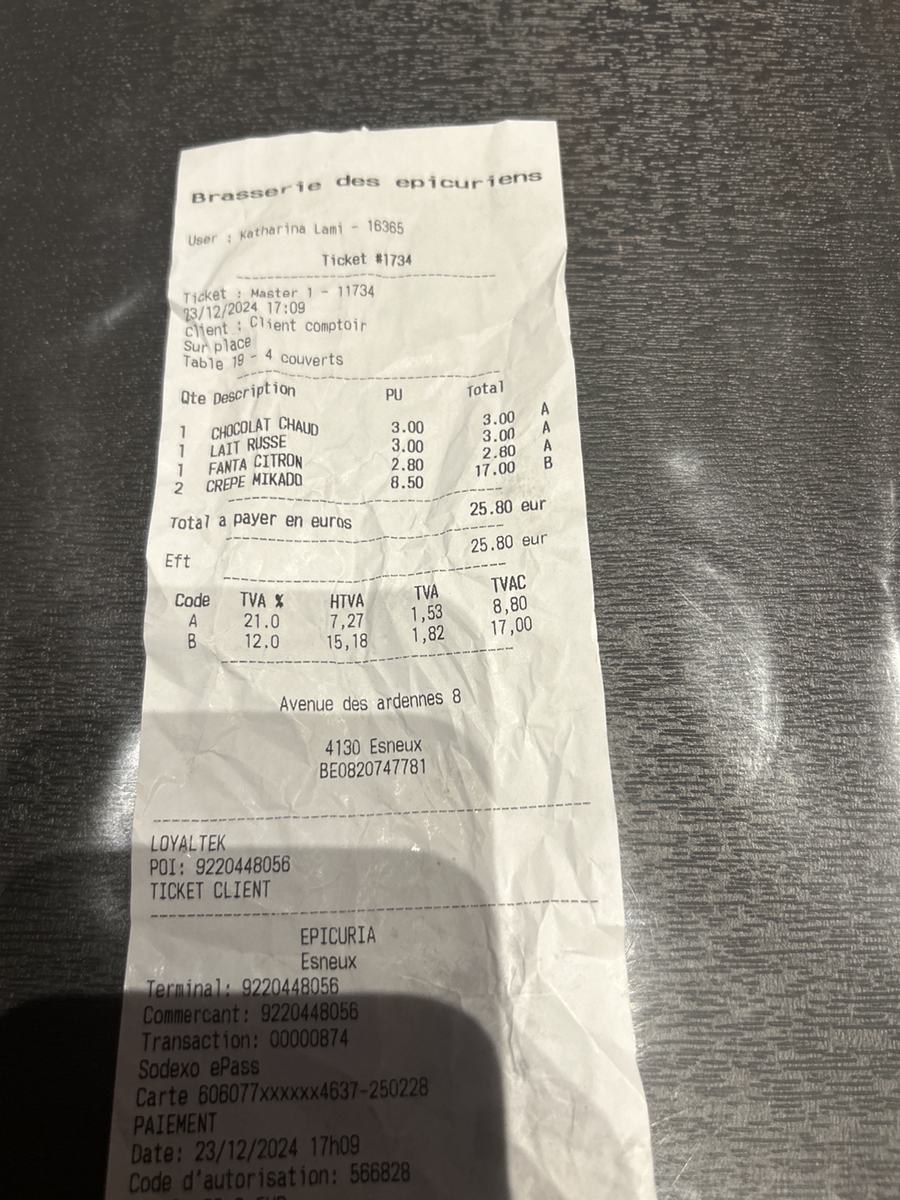 Brasserie des epicuriens
User : Katharina Lami - 16365
Ticket #1734
Ticket : Master 1 - 11734
23/12/2024 17:09
client : Client comptoir
Sur place
Table 19 - 4 couverts
Qte Description PU Total
1 CHOCOLAT CHAUD 3.00 3.00 A
1 LAIT RUSSE 3.00 3.00 A
1 FANTA CITRON 2.80 2.80 A
2 CREPE MIKADO 8.50 17.00 B
Total a payer en euros 25.80 eur
Eft 25.80 eur
Code TVA % HTVA TVA TVAC
A 21.0 7,27 1,53 8,80
B 12.0 15,18 1,82 17,00
Avenue des ardennes 8
4130 Esneux
BE0820747781
LOYALTEK
POI: 9220448056
TICKET CLIENT
EPICURIA
Esneux
Terminal: 9220448056
Commercant: 9220448056
Transaction: 00000874
Sodexo ePass
Carte 606077xxxxxx4637-250228
PAIEMENT
Date: 23/12/2024 17h09
Code d'autorisation: 566828